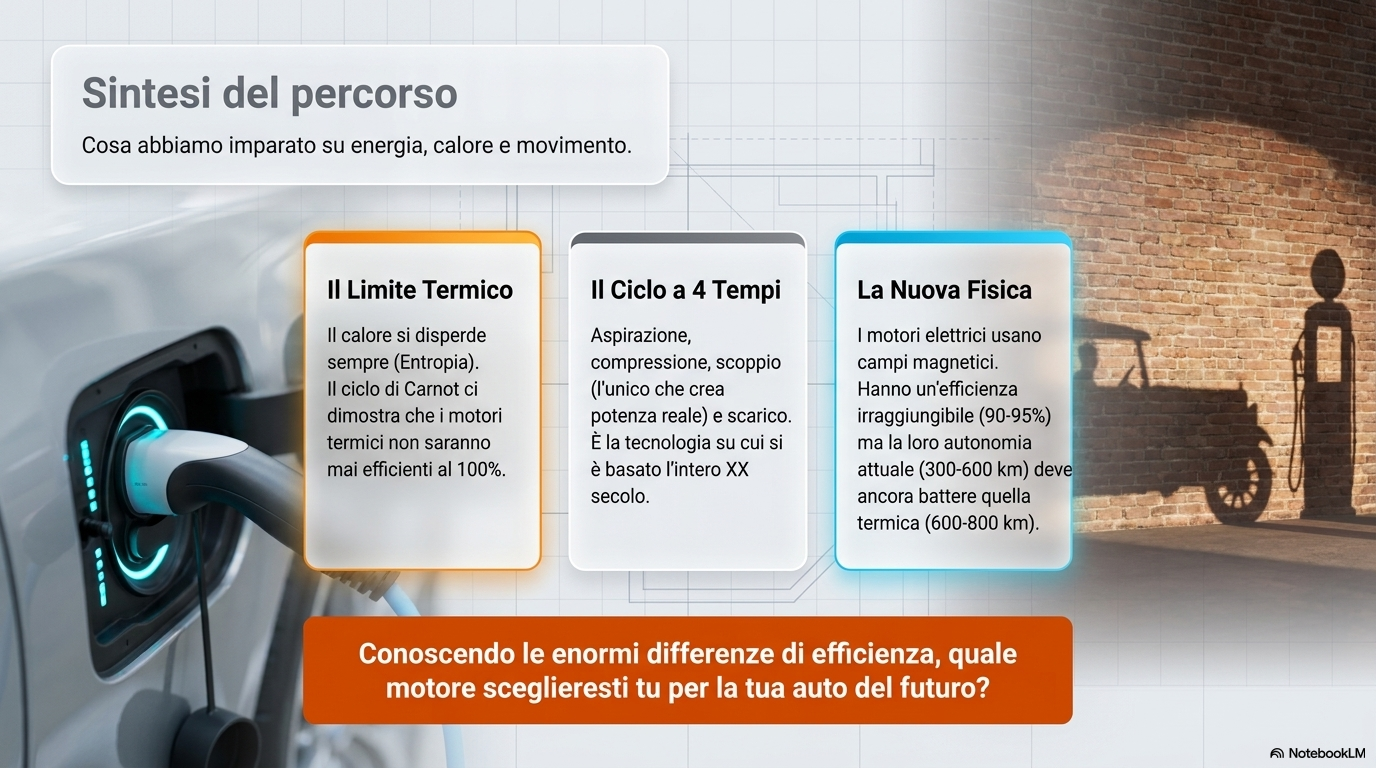 Sintesi del percorso
Cosa abbiamo imparato su energia, calore e movimento.
Il Limite Termico
Il calore si disperde
sempre (Entropia).
Il ciclo di Carnot ci
dimostra che i motori
termici non saranno
mai efficienti al 100%.
Il Ciclo a 4 Tempi
Aspirazione,
compressione, scoppio
(l'unico che crea
potenza reale) e scarico.
È la tecnologia su cui si
è basato l'intero XX
secolo.
La Nuova Fisica
I motori elettrici usano
campi magnetici.
Hanno un'efficienza
irraggiungibile (90-95%)
ma la loro autonomia
attuale (300-600 km) deve
ancora battere quella
termica (600-800 km).
Conoscendo le enormi differenze di efficienza, quale
motore sceglieresti tu per la tua auto del futuro?
NotebookLM